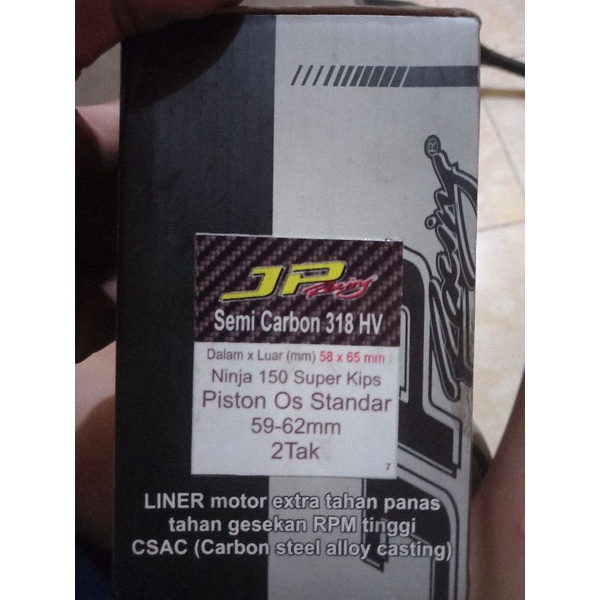 Racing®
JP Racing
Semi Carbon 318 HV
Dalam x Luar (mm) 58 x 65 mm
Ninja 150 Super Kips
Piston Os Standar
59-62mm
2Tak
7
LINER motor extra tahan panas
tahan gesekan RPM tinggi
CSAC (Carbon steel alloy casting)